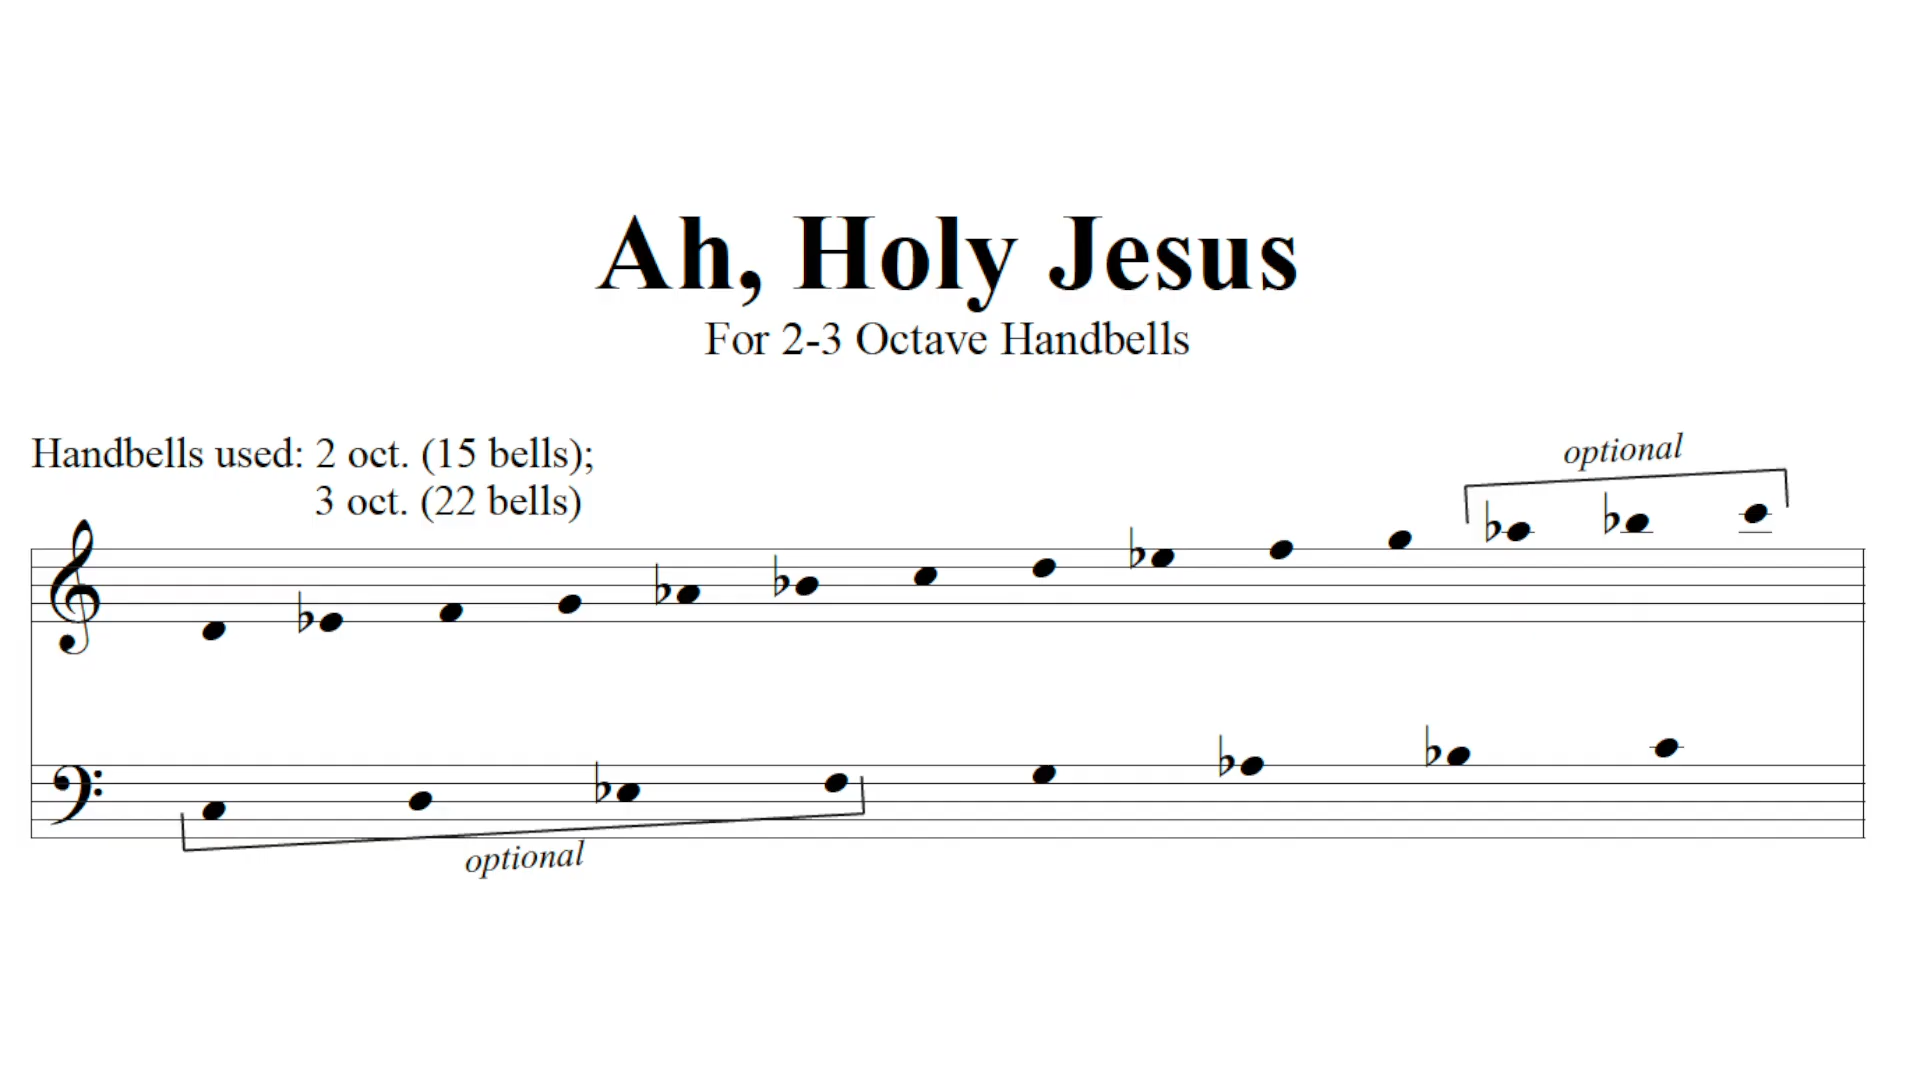 Ah, Holy Jesus
For 2-3 Octave Handbells
Handbells used: 2 oct. (15 bells);
3 oct. (22 bells)
optional
optional